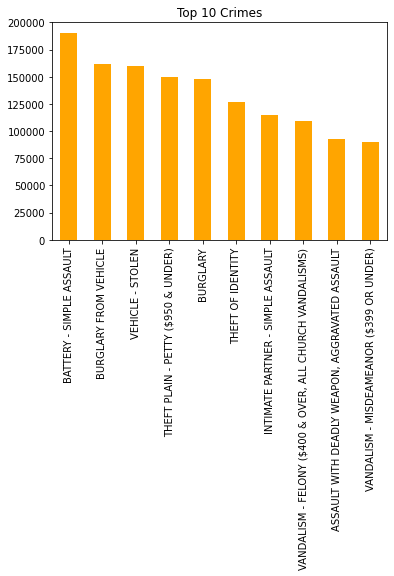 Top 10 Crimes
200000
175000
150000
125000
100000
75000
50000
25000
0
BATTERY - SIMPLE ASSAULT
BURGLARY FROM VEHICLE
VEHICLE - STOLEN
THEFT PLAIN - PETTY ($950 & UNDER)
BURGLARY
THEFT OF IDENTITY
INTIMATE PARTNER - SIMPLE ASSAULT
VANDALISM - FELONY ($400 & OVER, ALL CHURCH VANDALISMS)
ASSAULT WITH DEADLY WEAPON, AGGRAVATED ASSAULT
VANDALISM - MISDEAMEANOR ($399 OR UNDER)